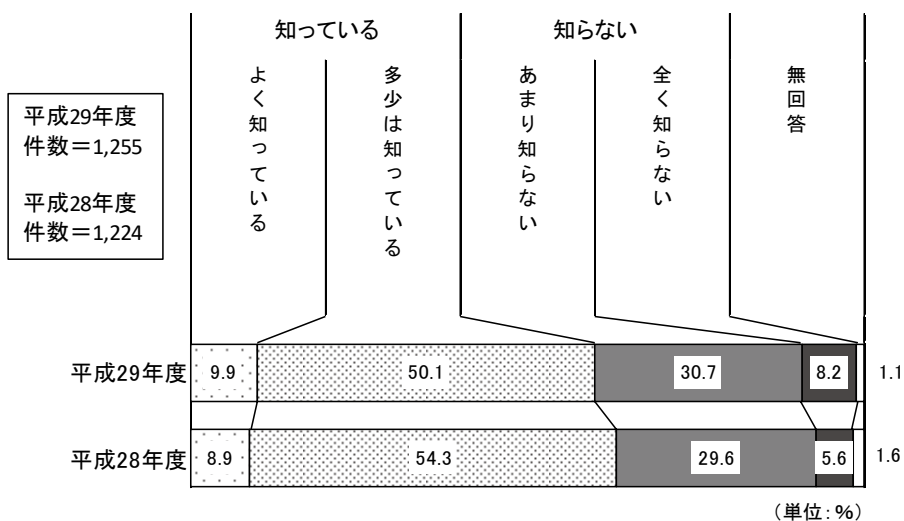 知っている
知らない
よく知っている
多少は知っている
あまり知らない
全く知らない
無回答
平成29年度
件数＝1,255
平成28年度
件数＝1,224
平成29年度 9.9 50.1 30.7 8.2 1.1
平成28年度 8.9 54.3 29.6 5.6 1.6
（単位：％）